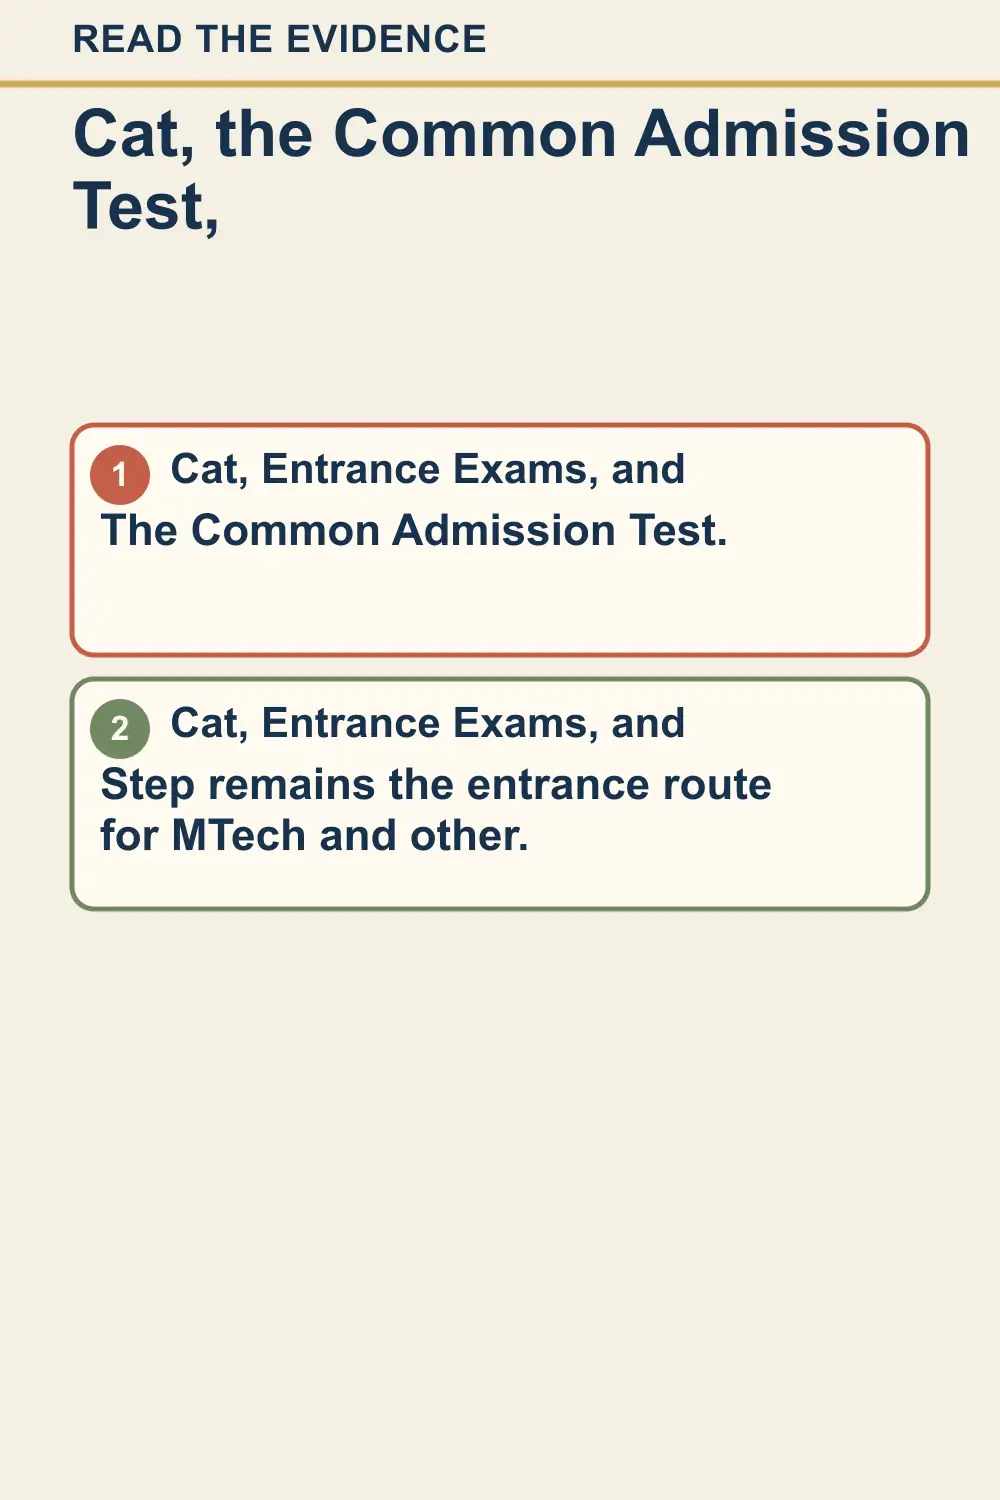 READ THE EVIDENCE
Cat, the Common Admission
Test,
1 Cat, Entrance Exams, and
The Common Admission Test.
2 Cat, Entrance Exams, and
Step remains the entrance route
for MTech and other.